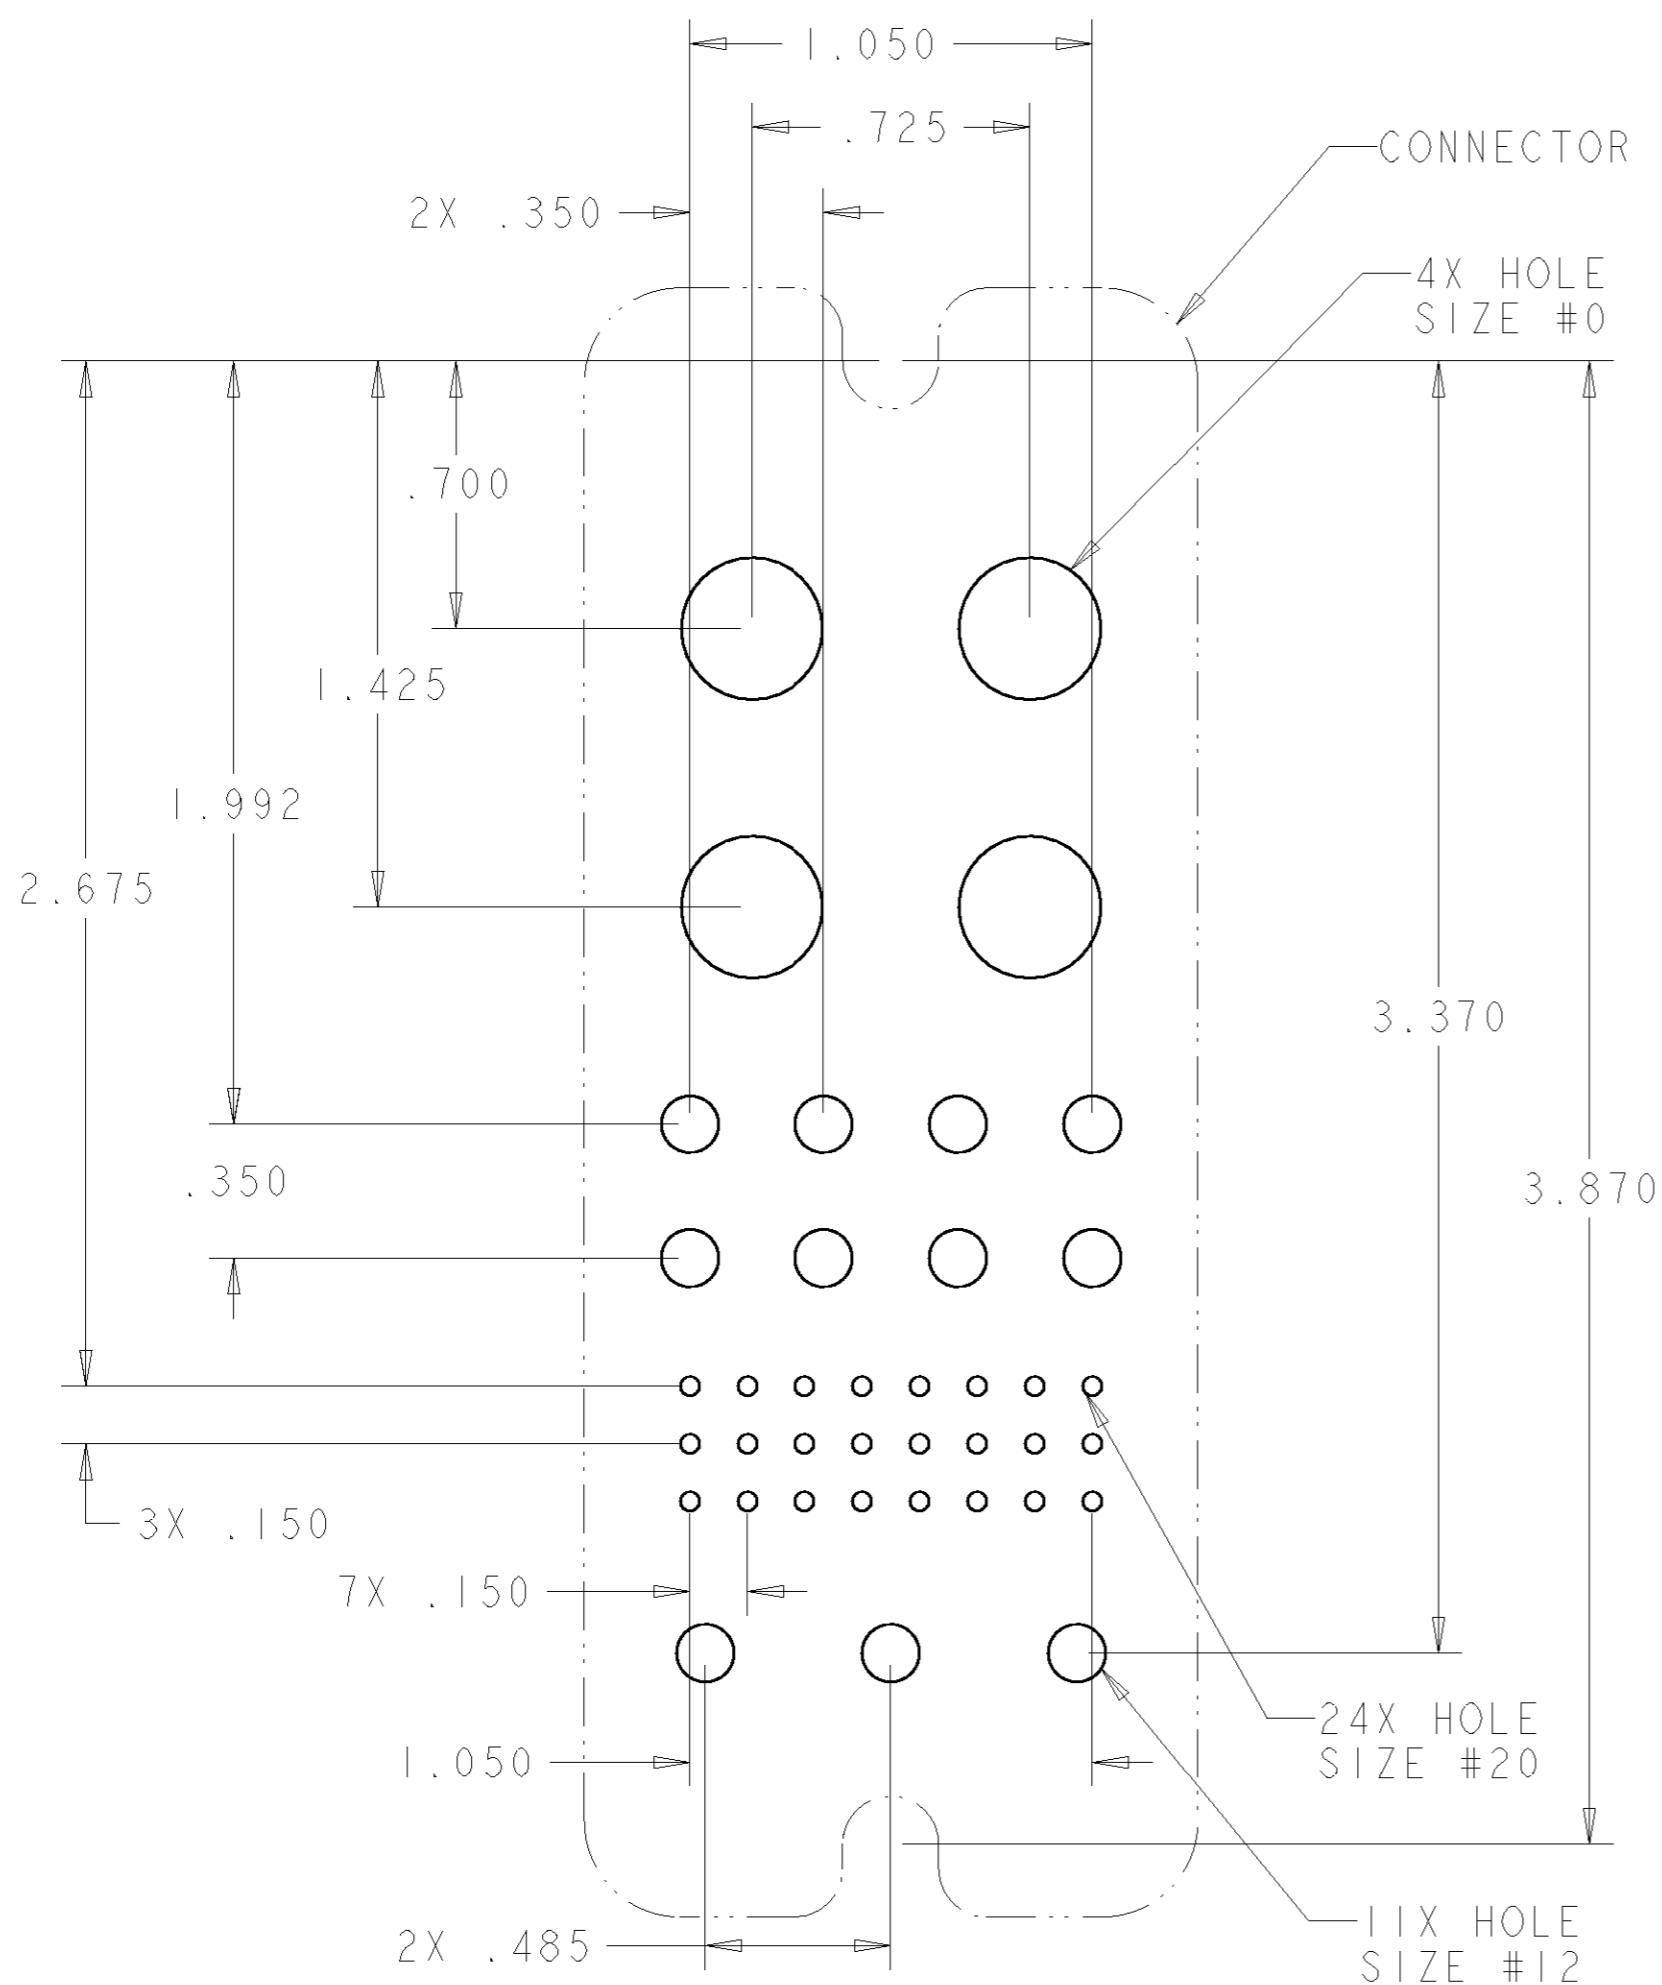 1.050
.725
CONNECTOR
2X .350
4X HOLE
SIZE #0
.700
1.425
1.992
2.675
3.370
.350
3.870
3X .150
7X .150
24X HOLE
SIZE #20
1.050
11X HOLE
SIZE #12
2X .485